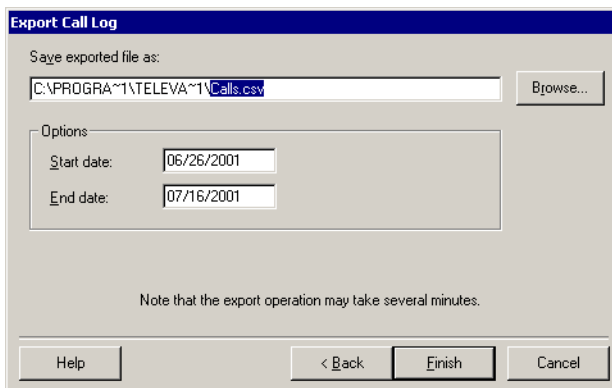 Export Call Log
Save exported file as:
C:\PROGRA~1\TELEVA~1\Calls.csv
Browse...
Options
Start date:
06/26/2001
End date:
07/16/2001
Note that the export operation may take several minutes.
Help
< Back
Finish
Cancel